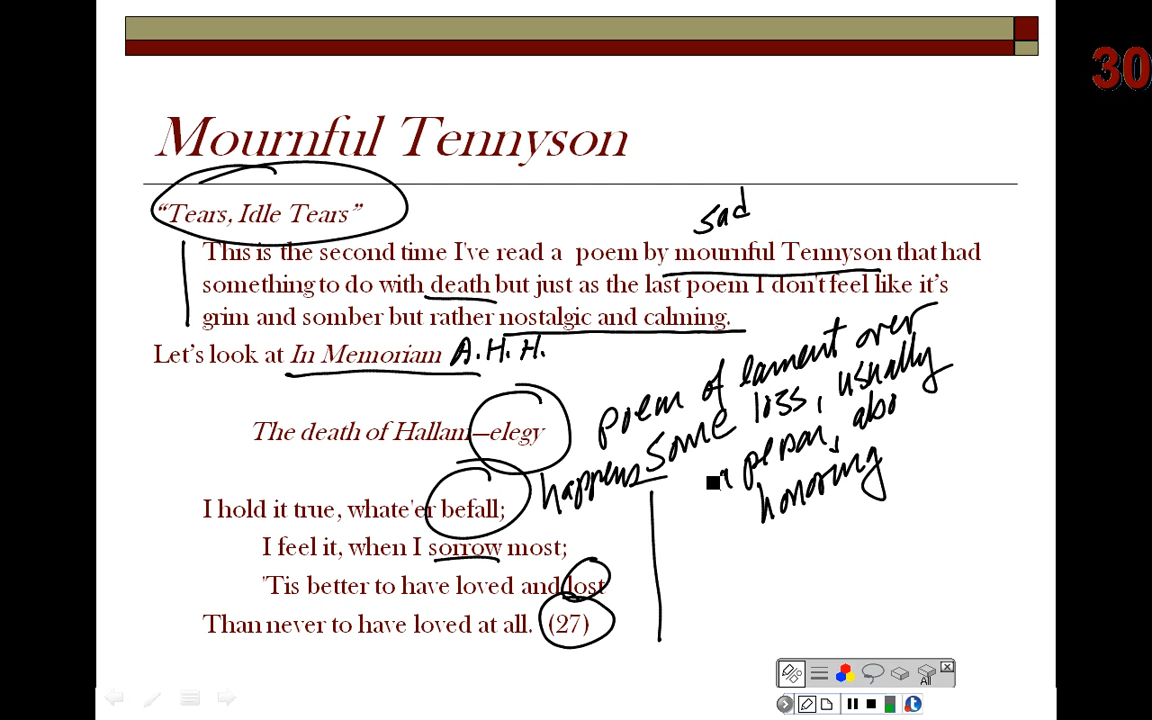 30
Mournful Tennyson
"Tears, Idle Tears"
sad
This is the second time I've read a poem by mournful Tennyson that had
something to do with death but just as the last poem I don't feel like it's
grim and somber but rather nostalgic and calming.
Let's look at In Memoriam A.H.H.
The death of Hallam—elegy
poem of lament over
some loss, usually
a person, also
honoring
happens
I hold it true, whate'er befall;
I feel it, when I sorrow most;
'Tis better to have loved and lost
Than never to have loved at all. (27)
All